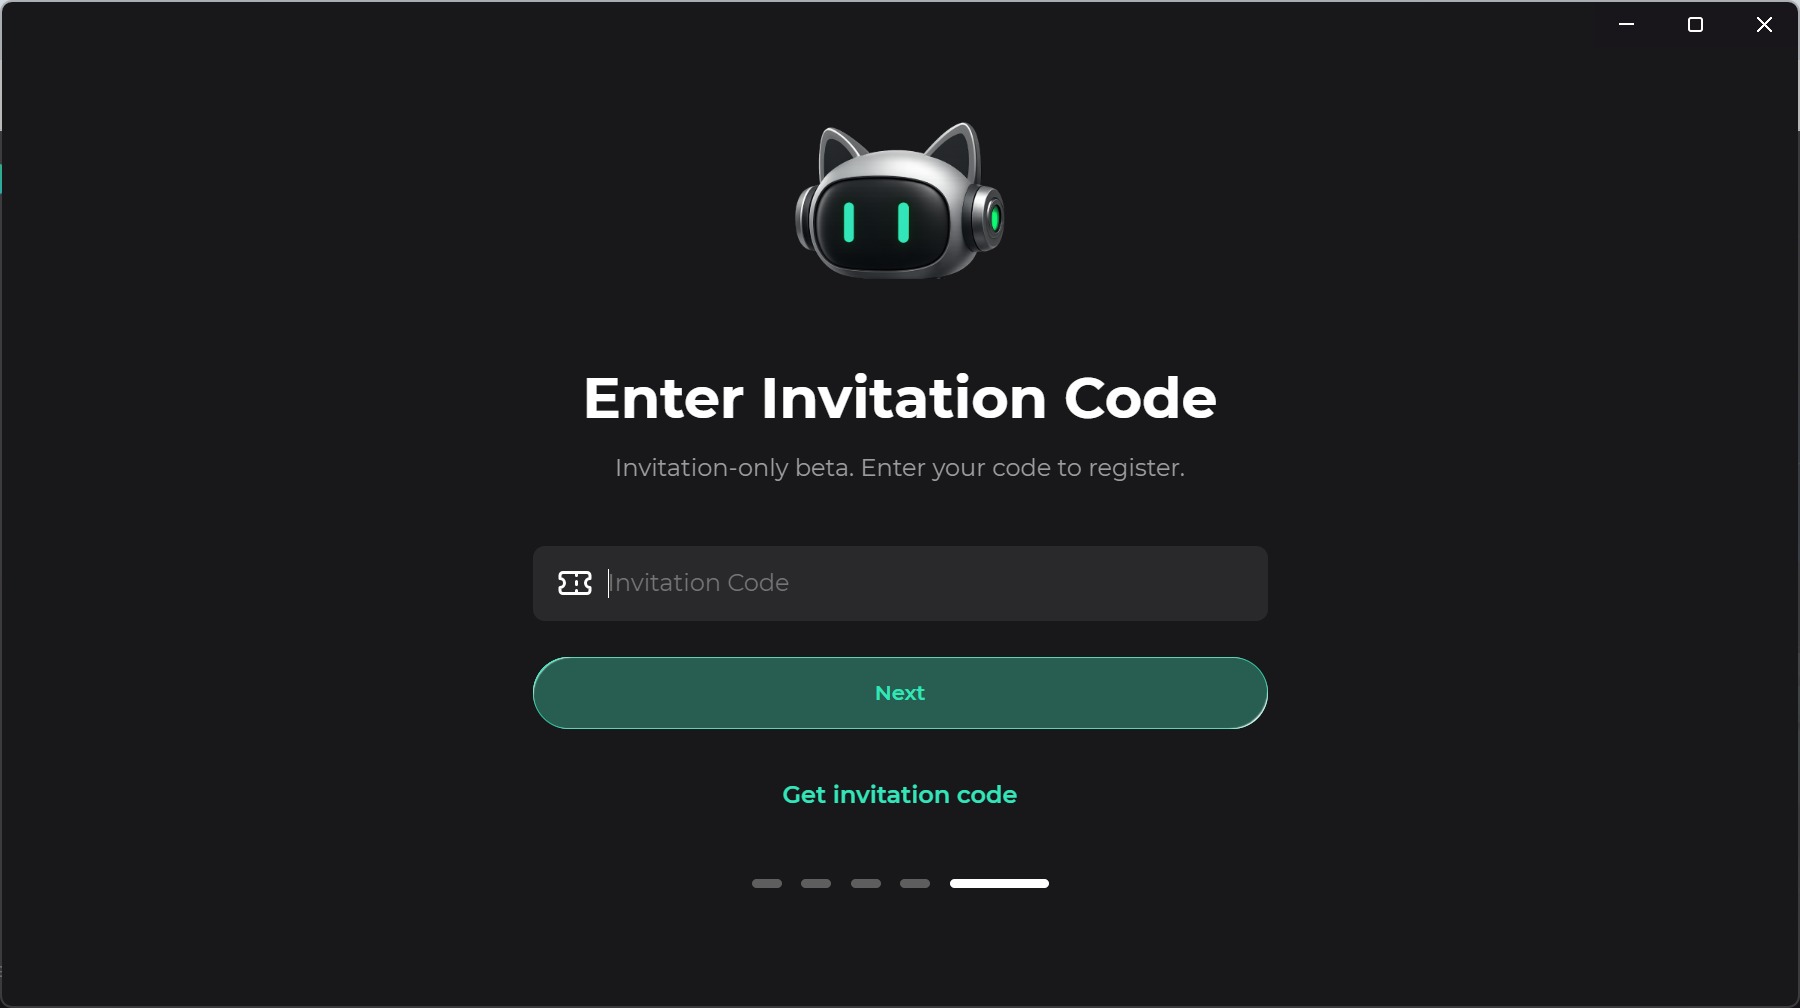 Enter Invitation Code
Invitation-only beta. Enter your code to register.
Invitation Code
Next
Get invitation code